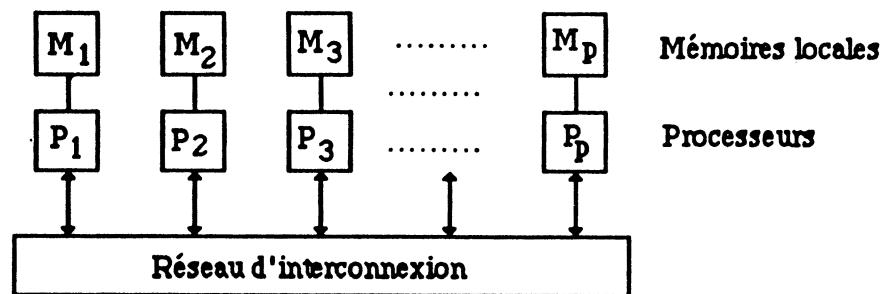 M1 M2 M3 ......... Mp Mémoires locales
.........
P1 P2 P3 ......... Pp Processeurs
Réseau d'interconnexion